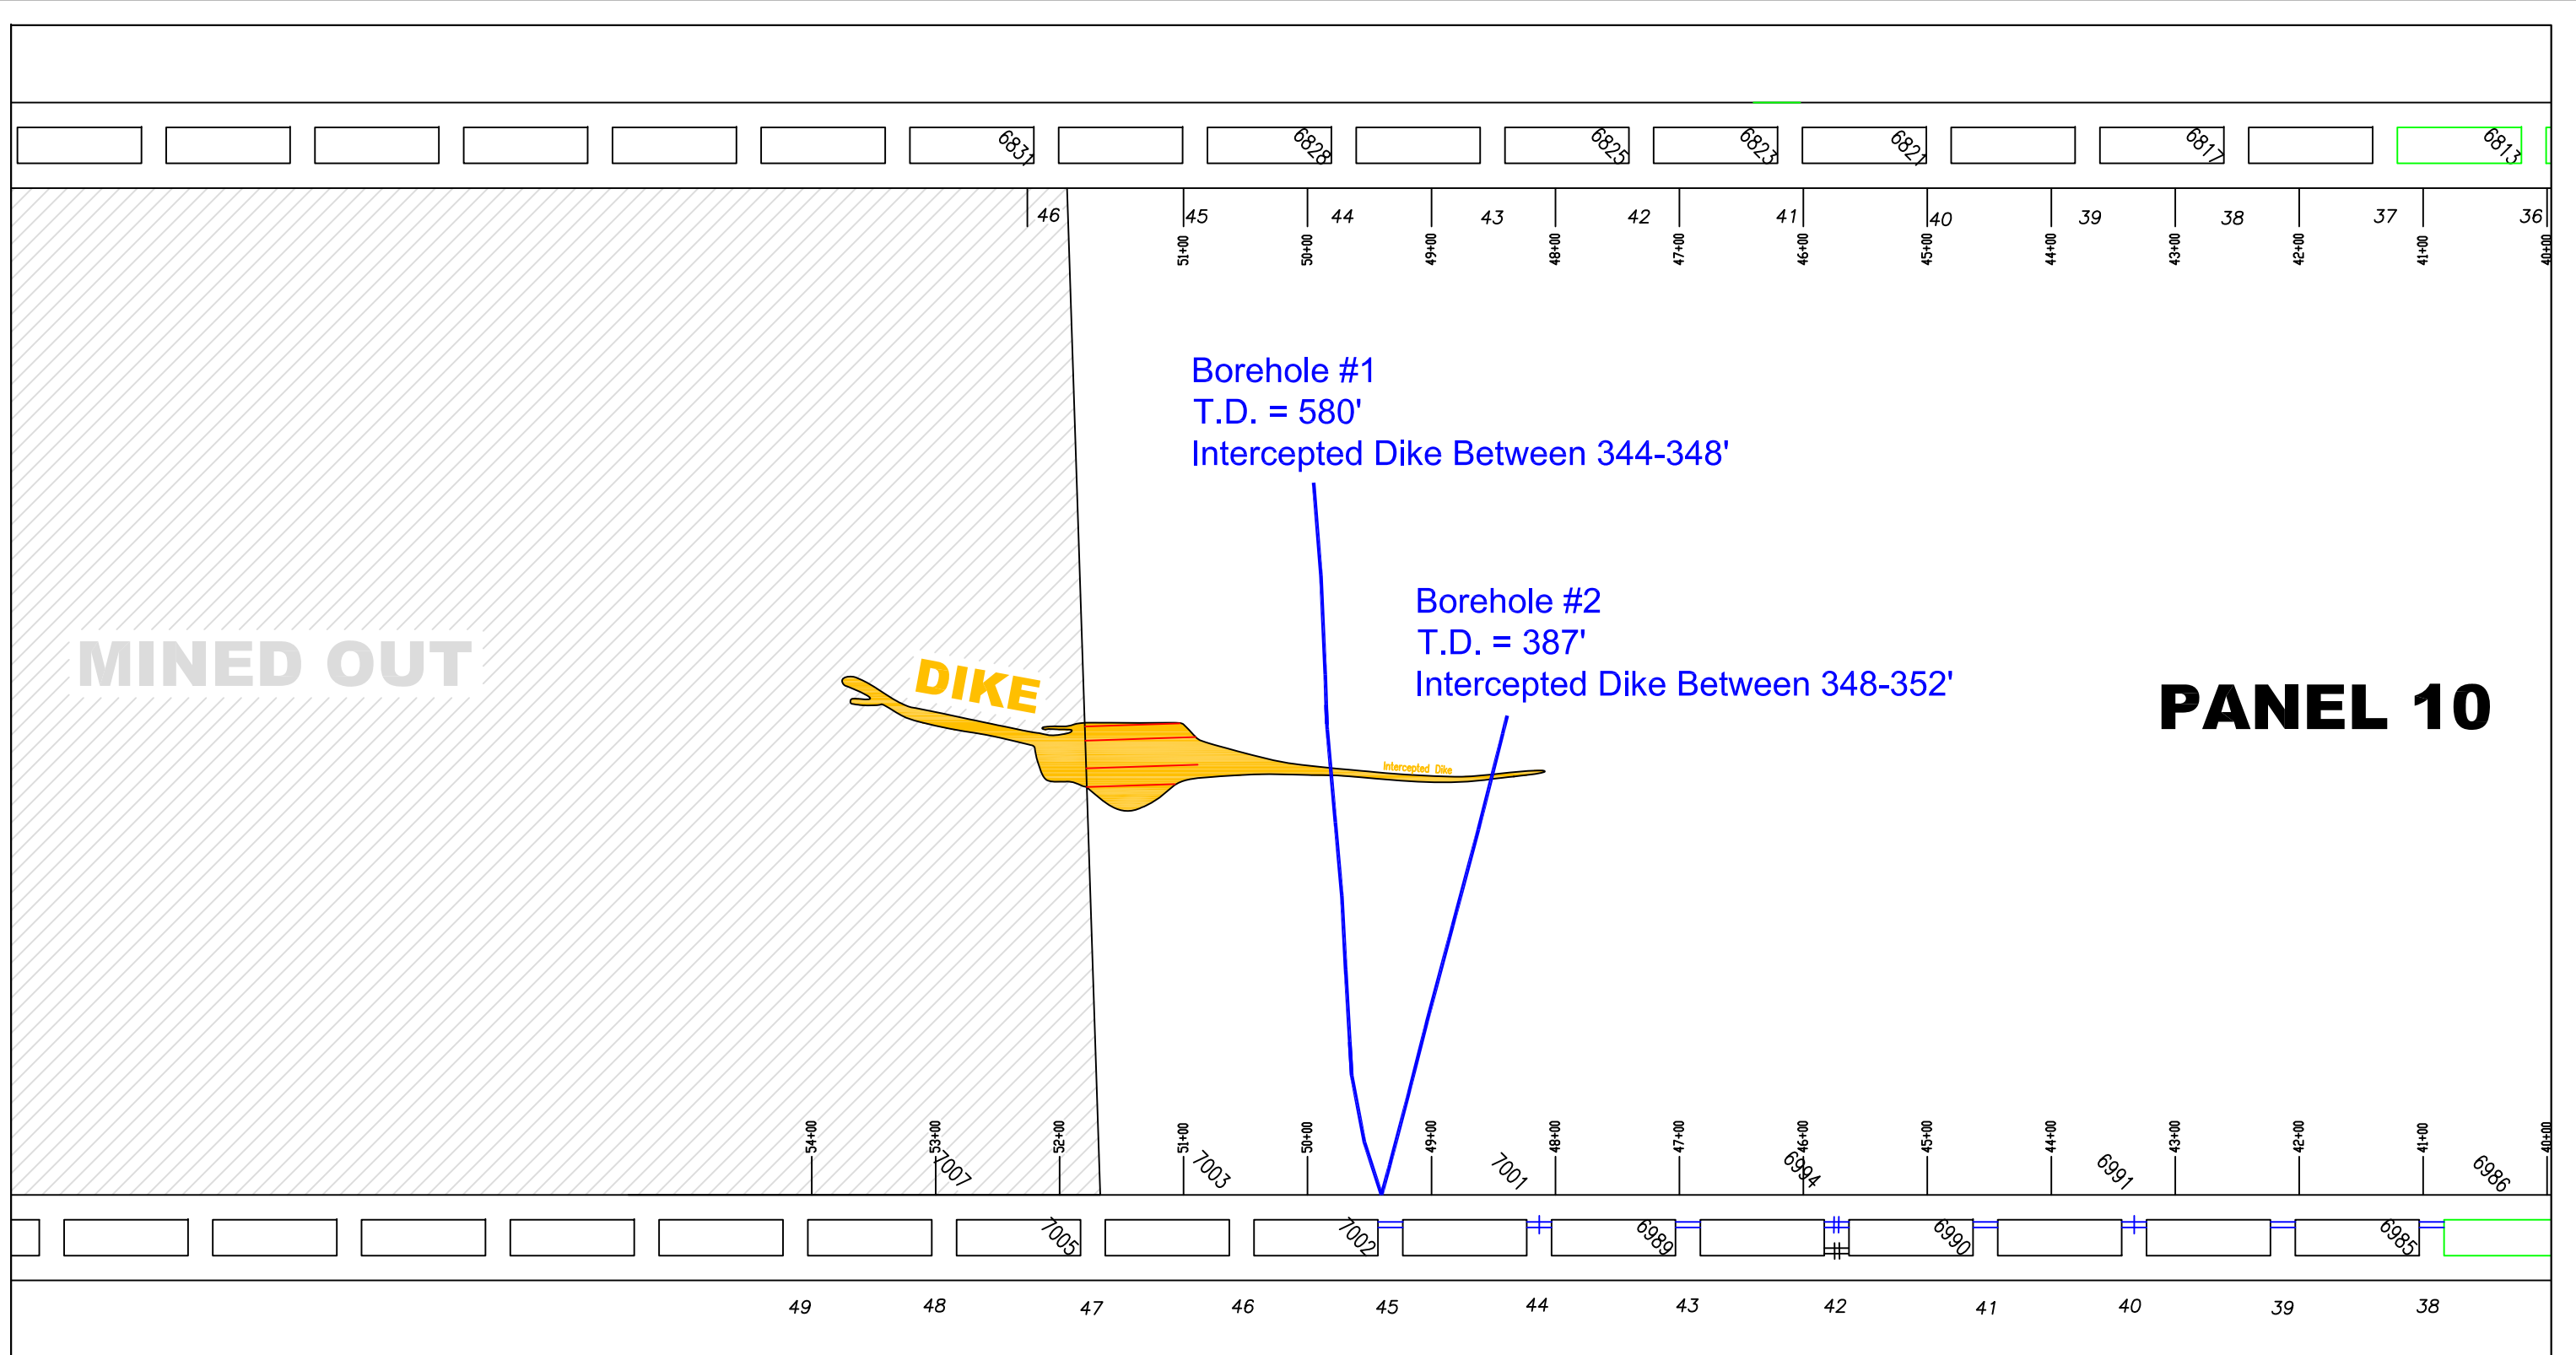 6831 6828 6825 6823 6821 6817 6813
46 45 44 43 42 41 40 39 38 37 36
51+00 50+00 49+00 48+00 47+00 46+00 45+00 44+00 43+00 42+00 41+00 40+00
Borehole #1
T.D. = 580'
Intercepted Dike Between 344-348'
Borehole #2
T.D. = 387'
Intercepted Dike Between 348-352'
MINED OUT
DIKE
PANEL 10
Intercepted Dike
54+00 53+00 52+00 51+00 50+00 49+00 48+00 47+00 46+00 45+00 44+00 43+00 42+00 41+00 40+00
7007 7003 7001 6994 6991 6986
7005 7002 6989 6990 6985
49 48 47 46 45 44 43 42 41 40 39 38